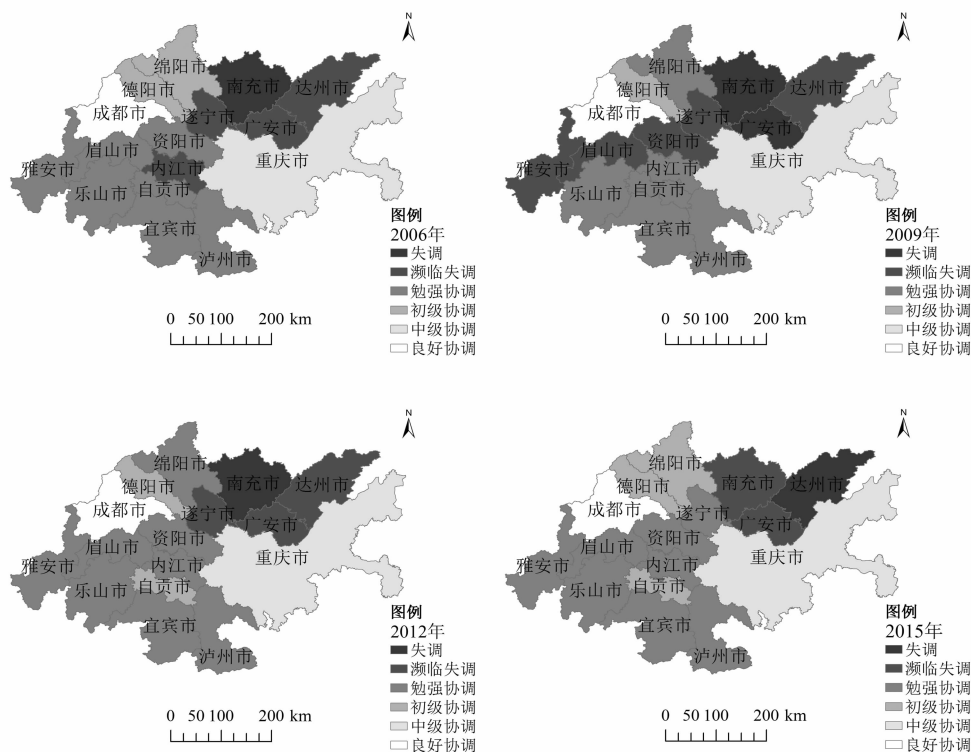 N
绵阳市
南充市
达州市
德阳市
成都市
遂宁市
广安市
资阳市
眉山市
重庆市
雅安市
内江市
乐山市
自贡市
宜宾市
泸州市
图例
2006年
失调
濒临失调
勉强协调
初级协调
中级协调
良好协调
0 50 100 200 km
N
绵阳市
南充市
达州市
德阳市
成都市
遂宁市
广安市
资阳市
眉山市
重庆市
雅安市
内江市
乐山市
自贡市
宜宾市
泸州市
图例
2009年
失调
濒临失调
勉强协调
初级协调
中级协调
良好协调
0 50 100 200 km
N
绵阳市
南充市
达州市
德阳市
成都市
遂宁市
广安市
资阳市
眉山市
重庆市
雅安市
内江市
乐山市
自贡市
宜宾市
泸州市
图例
2012年
失调
濒临失调
勉强协调
初级协调
中级协调
良好协调
0 50 100 200 km
N
绵阳市
南充市
达州市
德阳市
成都市
遂宁市
广安市
资阳市
眉山市
重庆市
雅安市
内江市
乐山市
自贡市
宜宾市
泸州市
图例
2015年
失调
濒临失调
勉强协调
初级协调
中级协调
良好协调
0 50 100 200 km